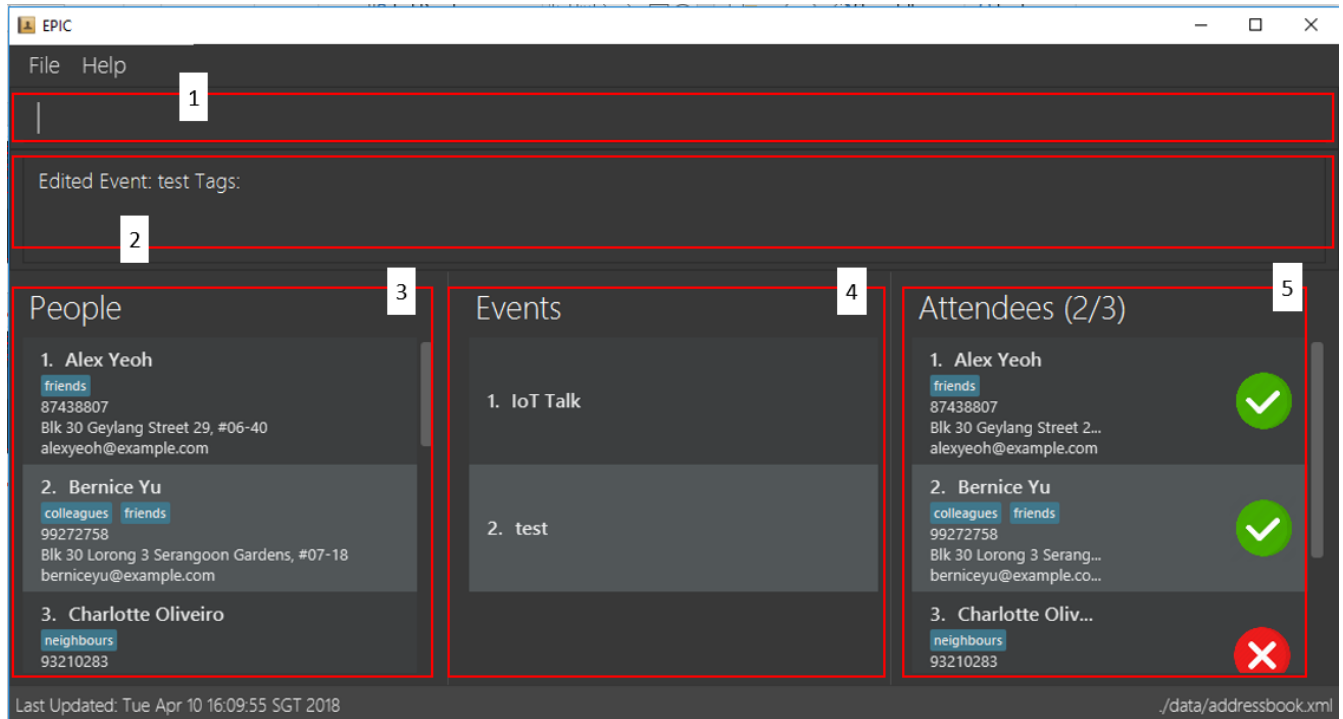 EPIC
File Help
1
Edited Event: test Tags:
2
3
People
1. Alex Yeoh
friends
87438807
Blk 30 Geylang Street 29, #06-40
alexyeoh@example.com
2. Bernice Yu
colleagues friends
99272758
Blk 30 Lorong 3 Serangoon Gardens, #07-18
berniceyu@example.com
3. Charlotte Oliveiro
neighbours
93210283
4
Events
1. IoT Talk
2. test
5
Attendees (2/3)
1. Alex Yeoh
friends
87438807
Blk 30 Geylang Street 2...
alexyeoh@example.com
2. Bernice Yu
colleagues friends
99272758
Blk 30 Lorong 3 Serang...
berniceyu@example.co...
3. Charlotte Oliv...
neighbours
93210283
Last Updated: Tue Apr 10 16:09:55 SGT 2018
./data/addressbook.xml